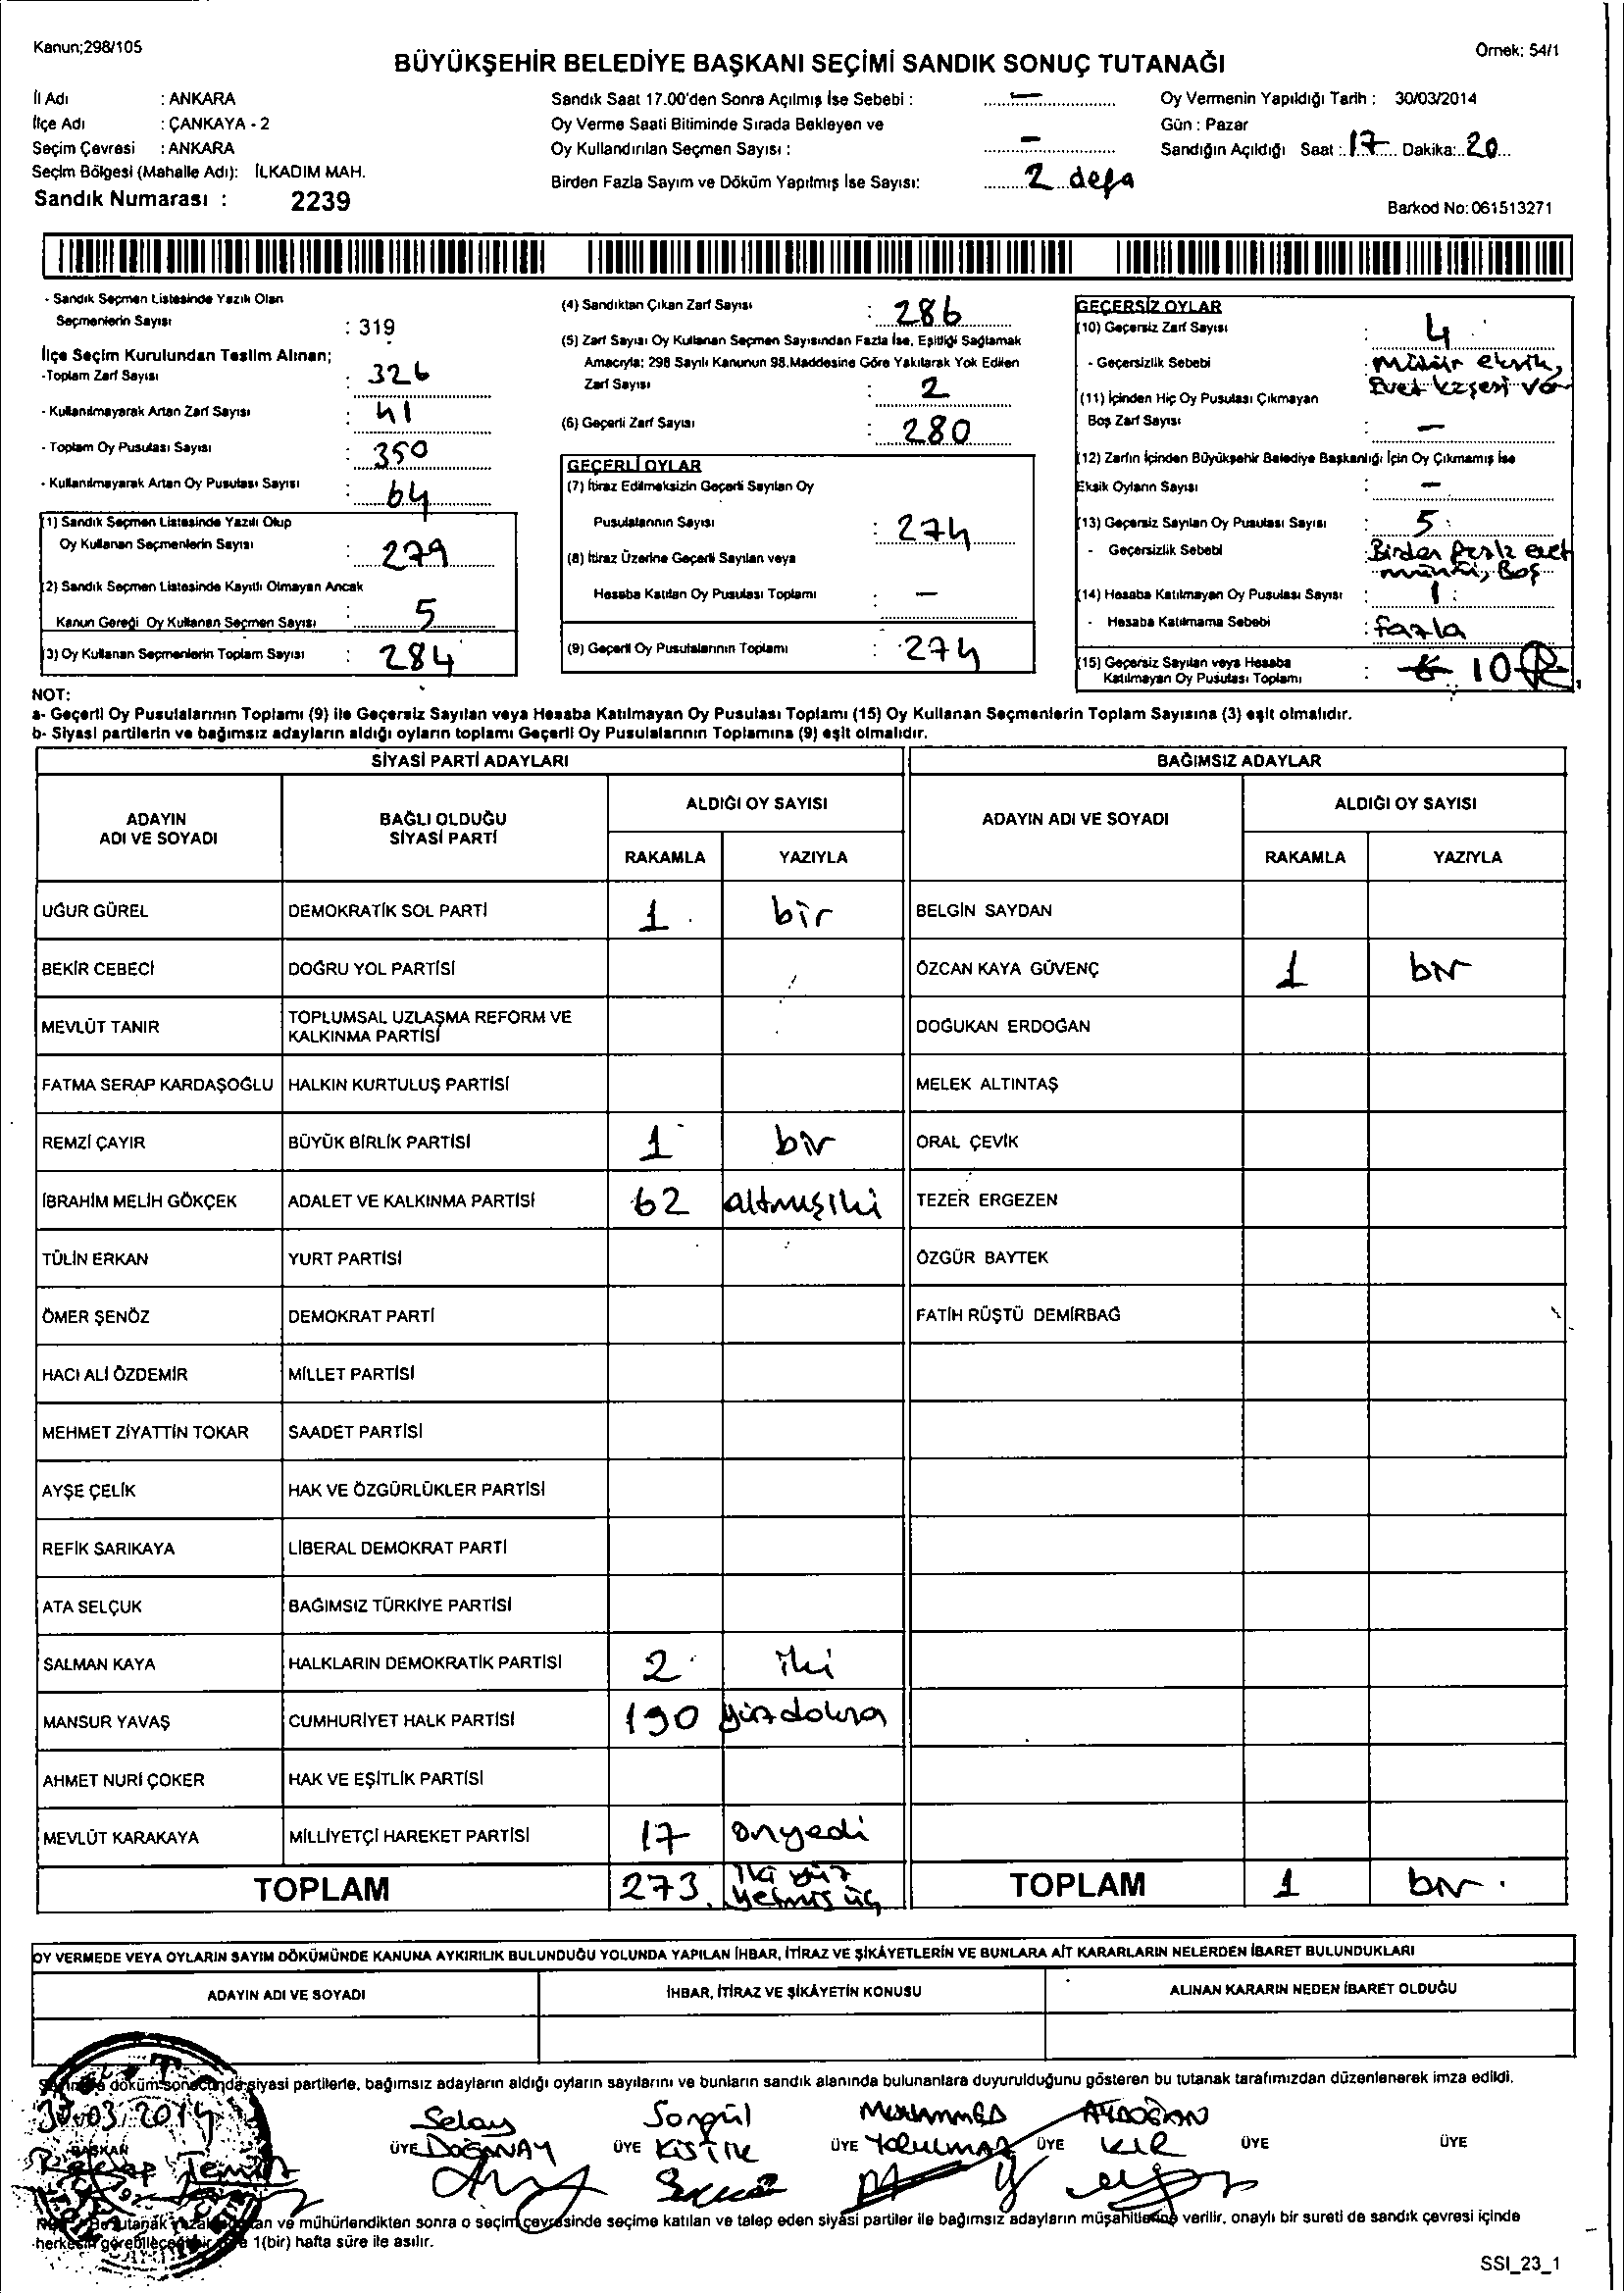 Kanun;298/105
Örnek: 54/1
BÜYÜKŞEHİR BELEDİYE BAŞKANI SEÇİMİ SANDIK SONUÇ TUTANAĞI
İl Adı : ANKARA
İlçe Adı : ÇANKAYA - 2
Seçim Çevresi : ANKARA
Seçim Bölgesi (Mahalle Adı): İLKADIM MAH.
Sandık Numarası : 2239
Sandık Saat 17.00'den Sonra Açılmış İse Sebebi : —
Oy Verme Saati Bitiminde Sırada Bekleyen ve
Oy Kullandırılan Seçmen Sayısı : —
Birden Fazla Sayım ve Döküm Yapılmış İse Sayısı: 2 defa
Oy Vermenin Yapıldığı Tarih : 30/03/2014
Gün : Pazar
Sandığın Açıldığı Saat : 17 Dakika: 20
Barkod No: 061513271
- Sandık Seçmen Listesinde Yazılı Olan
Seçmenlerin Sayısı : 319
İlçe Seçim Kurulundan Teslim Alınan;
-Toplam Zarf Sayısı : 326
- Kullanılmayarak Artan Zarf Sayısı : 41
- Toplam Oy Pusulası Sayısı : 350
- Kullanılmayarak Artan Oy Pusulası Sayısı : 64
(1) Sandık Seçmen Listesinde Yazılı Olup
Oy Kullanan Seçmenlerin Sayısı : 279
(2) Sandık Seçmen Listesinde Kayıtlı Olmayan Ancak
Kanun Gereği Oy Kullanan Seçmen Sayısı : 5
(3) Oy Kullanan Seçmenlerin Toplam Sayısı : 284
(4) Sandıktan Çıkan Zarf Sayısı : 286
(5) Zarf Sayısı Oy Kullanan Seçmen Sayısından Fazla İse, Eşitliği Sağlamak
Amacıyla; 298 Sayılı Kanunun 98.Maddesine Göre Yakılarak Yok Edilen
Zarf Sayısı : 2
(6) Geçerli Zarf Sayısı : 280
GEÇERLİ OYLAR
(7) İtiraz Edilmeksizin Geçerli Sayılan Oy
Pusulalarının Sayısı : 274
(8) İtiraz Üzerine Geçerli Sayılan veya
Hesaba Katılan Oy Pusulası Toplamı : —
(9) Geçerli Oy Pusulalarının Toplamı : 274
GEÇERSİZ OYLAR
(10) Geçersiz Zarf Sayısı : 4
- Geçersizlik Sebebi : mühür eksik,
Evet kaşesi var
(11) İçinden Hiç Oy Pusulası Çıkmayan
Boş Zarf Sayısı : —
(12) Zarfın İçinden Büyükşehir Belediye Başkanlığı İçin Oy Çıkmamış İse
Eksik Oyların Sayısı : —
(13) Geçersiz Sayılan Oy Pusulası Sayısı : 5
- Geçersizlik Sebebi : Birden fazla evet
mührü, Boş
(14) Hesaba Katılmayan Oy Pusulası Sayısı : 1
- Hesaba Katılmama Sebebi : fazla
(15) Geçersiz Sayılan veya Hesaba
Katılmayan Oy Pusulası Toplamı : 10
NOT:
a- Geçerli Oy Pusulalarının Toplamı (9) ile Geçersiz Sayılan veya Hesaba Katılmayan Oy Pusulası Toplamı (15) Oy Kullanan Seçmenlerin Toplam Sayısına (3) eşit olmalıdır.
b- Siyasi partilerin ve bağımsız adayların aldığı oyların toplamı Geçerli Oy Pusulalarının Toplamına (9) eşit olmalıdır.
SİYASİ PARTİ ADAYLARI BAĞIMSIZ ADAYLAR
ADAYIN
ADI VE SOYADI
BAĞLI OLDUĞU
SİYASİ PARTİ
ALDIĞI OY SAYISI
RAKAMLA YAZIYLA
ADAYIN ADI VE SOYADI
ALDIĞI OY SAYISI
RAKAMLA YAZIYLA
UĞUR GÜREL DEMOKRATİK SOL PARTİ 1 bir BELGİN SAYDAN
BEKİR CEBECİ DOĞRU YOL PARTİSİ ÖZCAN KAYA GÜVENÇ 1 bir
MEVLÜT TANIR TOPLUMSAL UZLAŞMA REFORM VE
KALKINMA PARTİSİ DOĞUKAN ERDOĞAN
FATMA SERAP KARDAŞOĞLU HALKIN KURTULUŞ PARTİSİ MELEK ALTINTAŞ
REMZİ ÇAYIR BÜYÜK BİRLİK PARTİSİ 1 bir ORAL ÇEVİK
İBRAHİM MELİH GÖKÇEK ADALET VE KALKINMA PARTİSİ 62 altmışiki TEZER ERGEZEN
TÜLİN ERKAN YURT PARTİSİ ÖZGÜR BAYTEK
ÖMER ŞENÖZ DEMOKRAT PARTİ FATİH RÜŞTÜ DEMİRBAĞ
HACI ALİ ÖZDEMİR MİLLET PARTİSİ
MEHMET ZİYATTİN TOKAR SAADET PARTİSİ
AYŞE ÇELİK HAK VE ÖZGÜRLÜKLER PARTİSİ
REFİK SARIKAYA LİBERAL DEMOKRAT PARTİ
ATA SELÇUK BAĞIMSIZ TÜRKİYE PARTİSİ
SALMAN KAYA HALKLARIN DEMOKRATİK PARTİSİ 2 iki
MANSUR YAVAŞ CUMHURİYET HALK PARTİSİ 190 yüzdoksan
AHMET NURİ ÇOKER HAK VE EŞİTLİK PARTİSİ
MEVLÜT KARAKAYA MİLLİYETÇİ HAREKET PARTİSİ 17 onyedi
TOPLAM 273 iki yüz
yetmiş üç
TOPLAM 1 bir
OY VERMEDE VEYA OYLARIN SAYIM DÖKÜMÜNDE KANUNA AYKIRILIK BULUNDUĞU YOLUNDA YAPILAN İHBAR, İTİRAZ VE ŞİKÂYETLERİN VE BUNLARA AİT KARARLARIN NELERDEN İBARET BULUNDUKLARI
ADAYIN ADI VE SOYADI İHBAR, İTİRAZ VE ŞİKÂYETİN KONUSU ALINAN KARARIN NEDEN İBARET OLDUĞU
döküm sonucunda siyasi partilerle, bağımsız adayların aldığı oyların sayılarını ve bunların sandık alanında bulunanlara duyurulduğunu gösteren bu tutanak tarafımızdan düzenlenerek imza edildi.
30.03.2014
BAŞKAN
Recep Temiz
Selay
ÜYE DOĞANAY
Songül
ÜYE KISTIK
Muhammed
ÜYE YORULMAZ
AYDOĞAN
ÜYE KIR
ÜYE
ÜYE
Bu tutanak ve mühürlendikten sonra o seçim çevresinde seçime katılan ve talep eden siyasi partiler ile bağımsız adayların müşahitlerine verilir, onaylı bir sureti de sandık çevresi içinde
herkesin görebileceği bir yere 1(bir) hafta süre ile asılır.
SSI_23_1